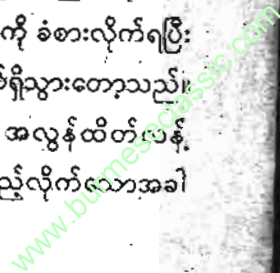 ကို ခံစားလိုက်ရပြီး
ရှိသွားတော့သည်။
အလွန်ထိတ်လန့်
လိုက်သောအခါ
www.burmeseclassic.com